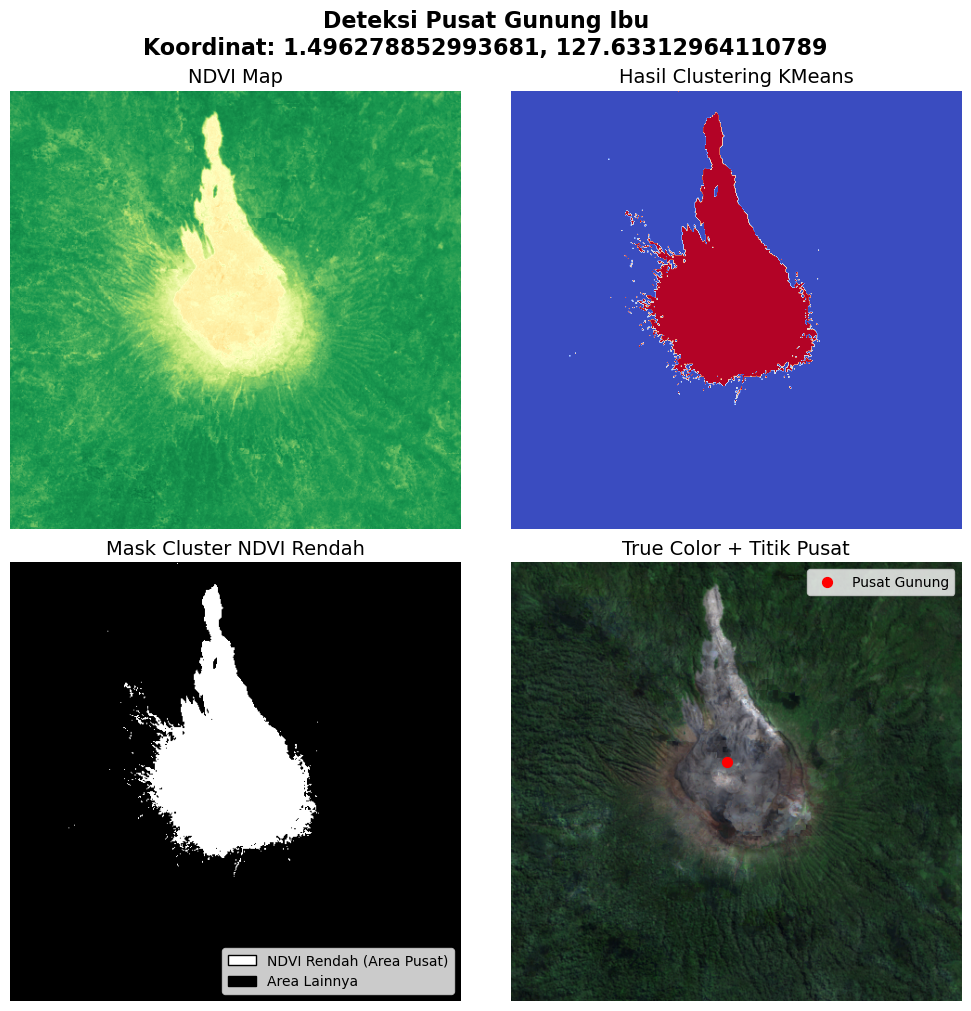 Deteksi Pusat Gunung Ibu
Koordinat: 1.496278852993681, 127.63312964110789
NDVI Map
Hasil Clustering KMeans
Mask Cluster NDVI Rendah
True Color + Titik Pusat
Pusat Gunung
NDVI Rendah (Area Pusat)
Area Lainnya